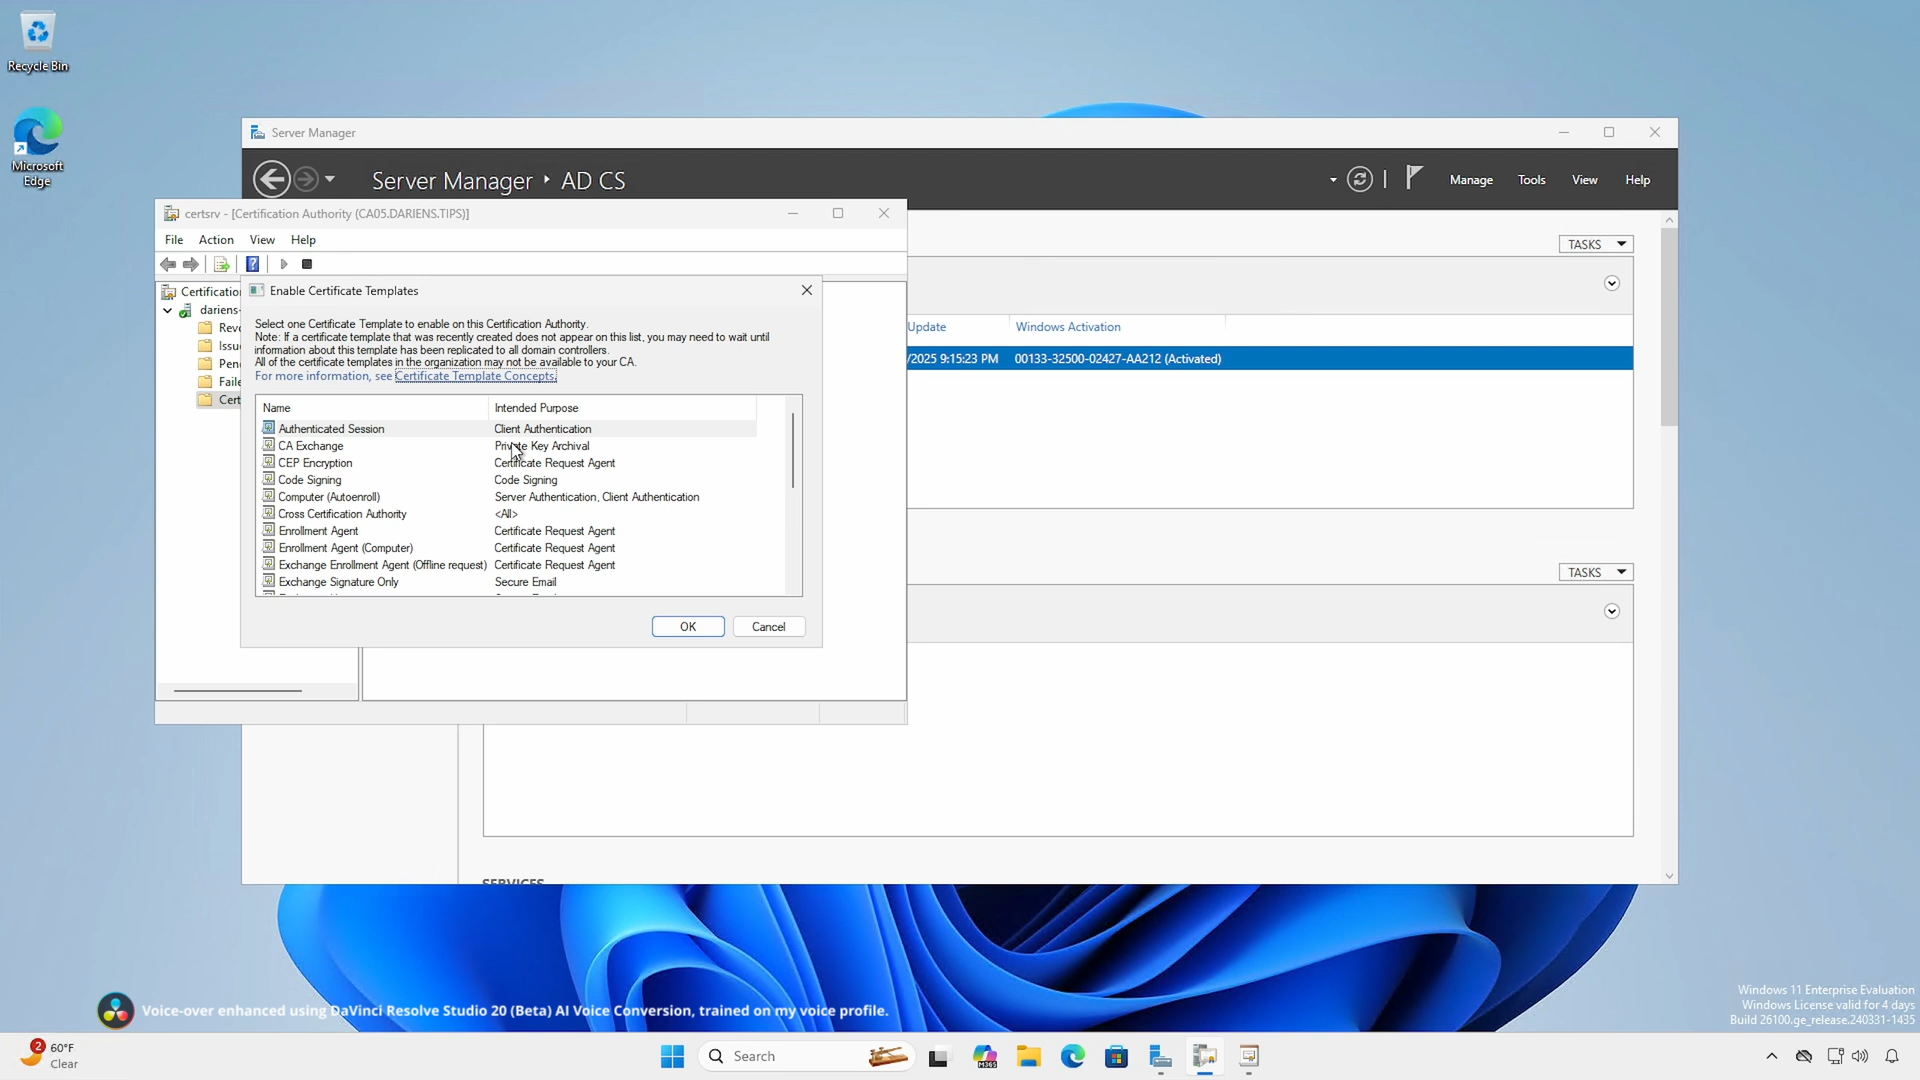 Recycle Bin
Microsoft
Edge
Server Manager
Server Manager ‣ AD CS
Manage Tools View Help
certsrv - [Certification Authority (CA05.DARIENS.TIPS)]
File Action View Help
TASKS
Certification
dariens-
Revo
Issue
Pend
Faile
Cert
Update Windows Activation
/2025 9:15:23 PM 00133-32500-02427-AA212 (Activated)
Enable Certificate Templates
Select one Certificate Template to enable on this Certification Authority.
Note: If a certificate template that was recently created does not appear on this list, you may need to wait until
information about this template has been replicated to all domain controllers.
All of the certificate templates in the organization may not be available to your CA.
For more information, see Certificate Template Concepts.
Name Intended Purpose
Authenticated Session Client Authentication
CA Exchange Private Key Archival
CEP Encryption Certificate Request Agent
Code Signing Code Signing
Computer (Autoenroll) Server Authentication, Client Authentication
Cross Certification Authority <All>
Enrollment Agent Certificate Request Agent
Enrollment Agent (Computer) Certificate Request Agent
Exchange Enrollment Agent (Offline request) Certificate Request Agent
Exchange Signature Only Secure Email
OK Cancel
TASKS
SERVICES
Voice-over enhanced using DaVinci Resolve Studio 20 (Beta) AI Voice Conversion, trained on my voice profile.
Windows 11 Enterprise Evaluation
Windows License valid for 4 days
Build 26100.ge_release.240331-1435
2
60°F
Clear
Search
M365